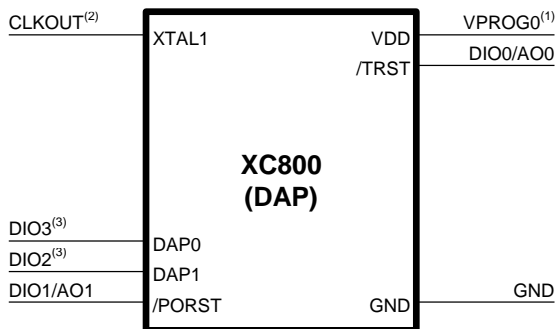 CLKOUT(2) XTAL1 VDD VPROG0(1)
/TRST DIO0/AO0
XC800
(DAP)
DIO3(3) DAP0
DIO2(3) DAP1
DIO1/AO1 /PORST GND GND